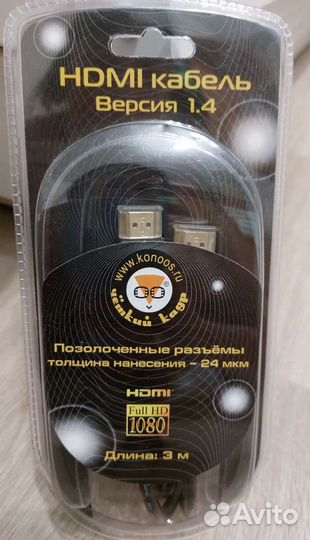 HDMI кабель
Версия 1.4
www.konoos.ru
чёткий кадр
Позолоченные разъёмы
толщина нанесения - 24 мкм
HDMI
Full HD
1080
Длина: 3 м
Avito